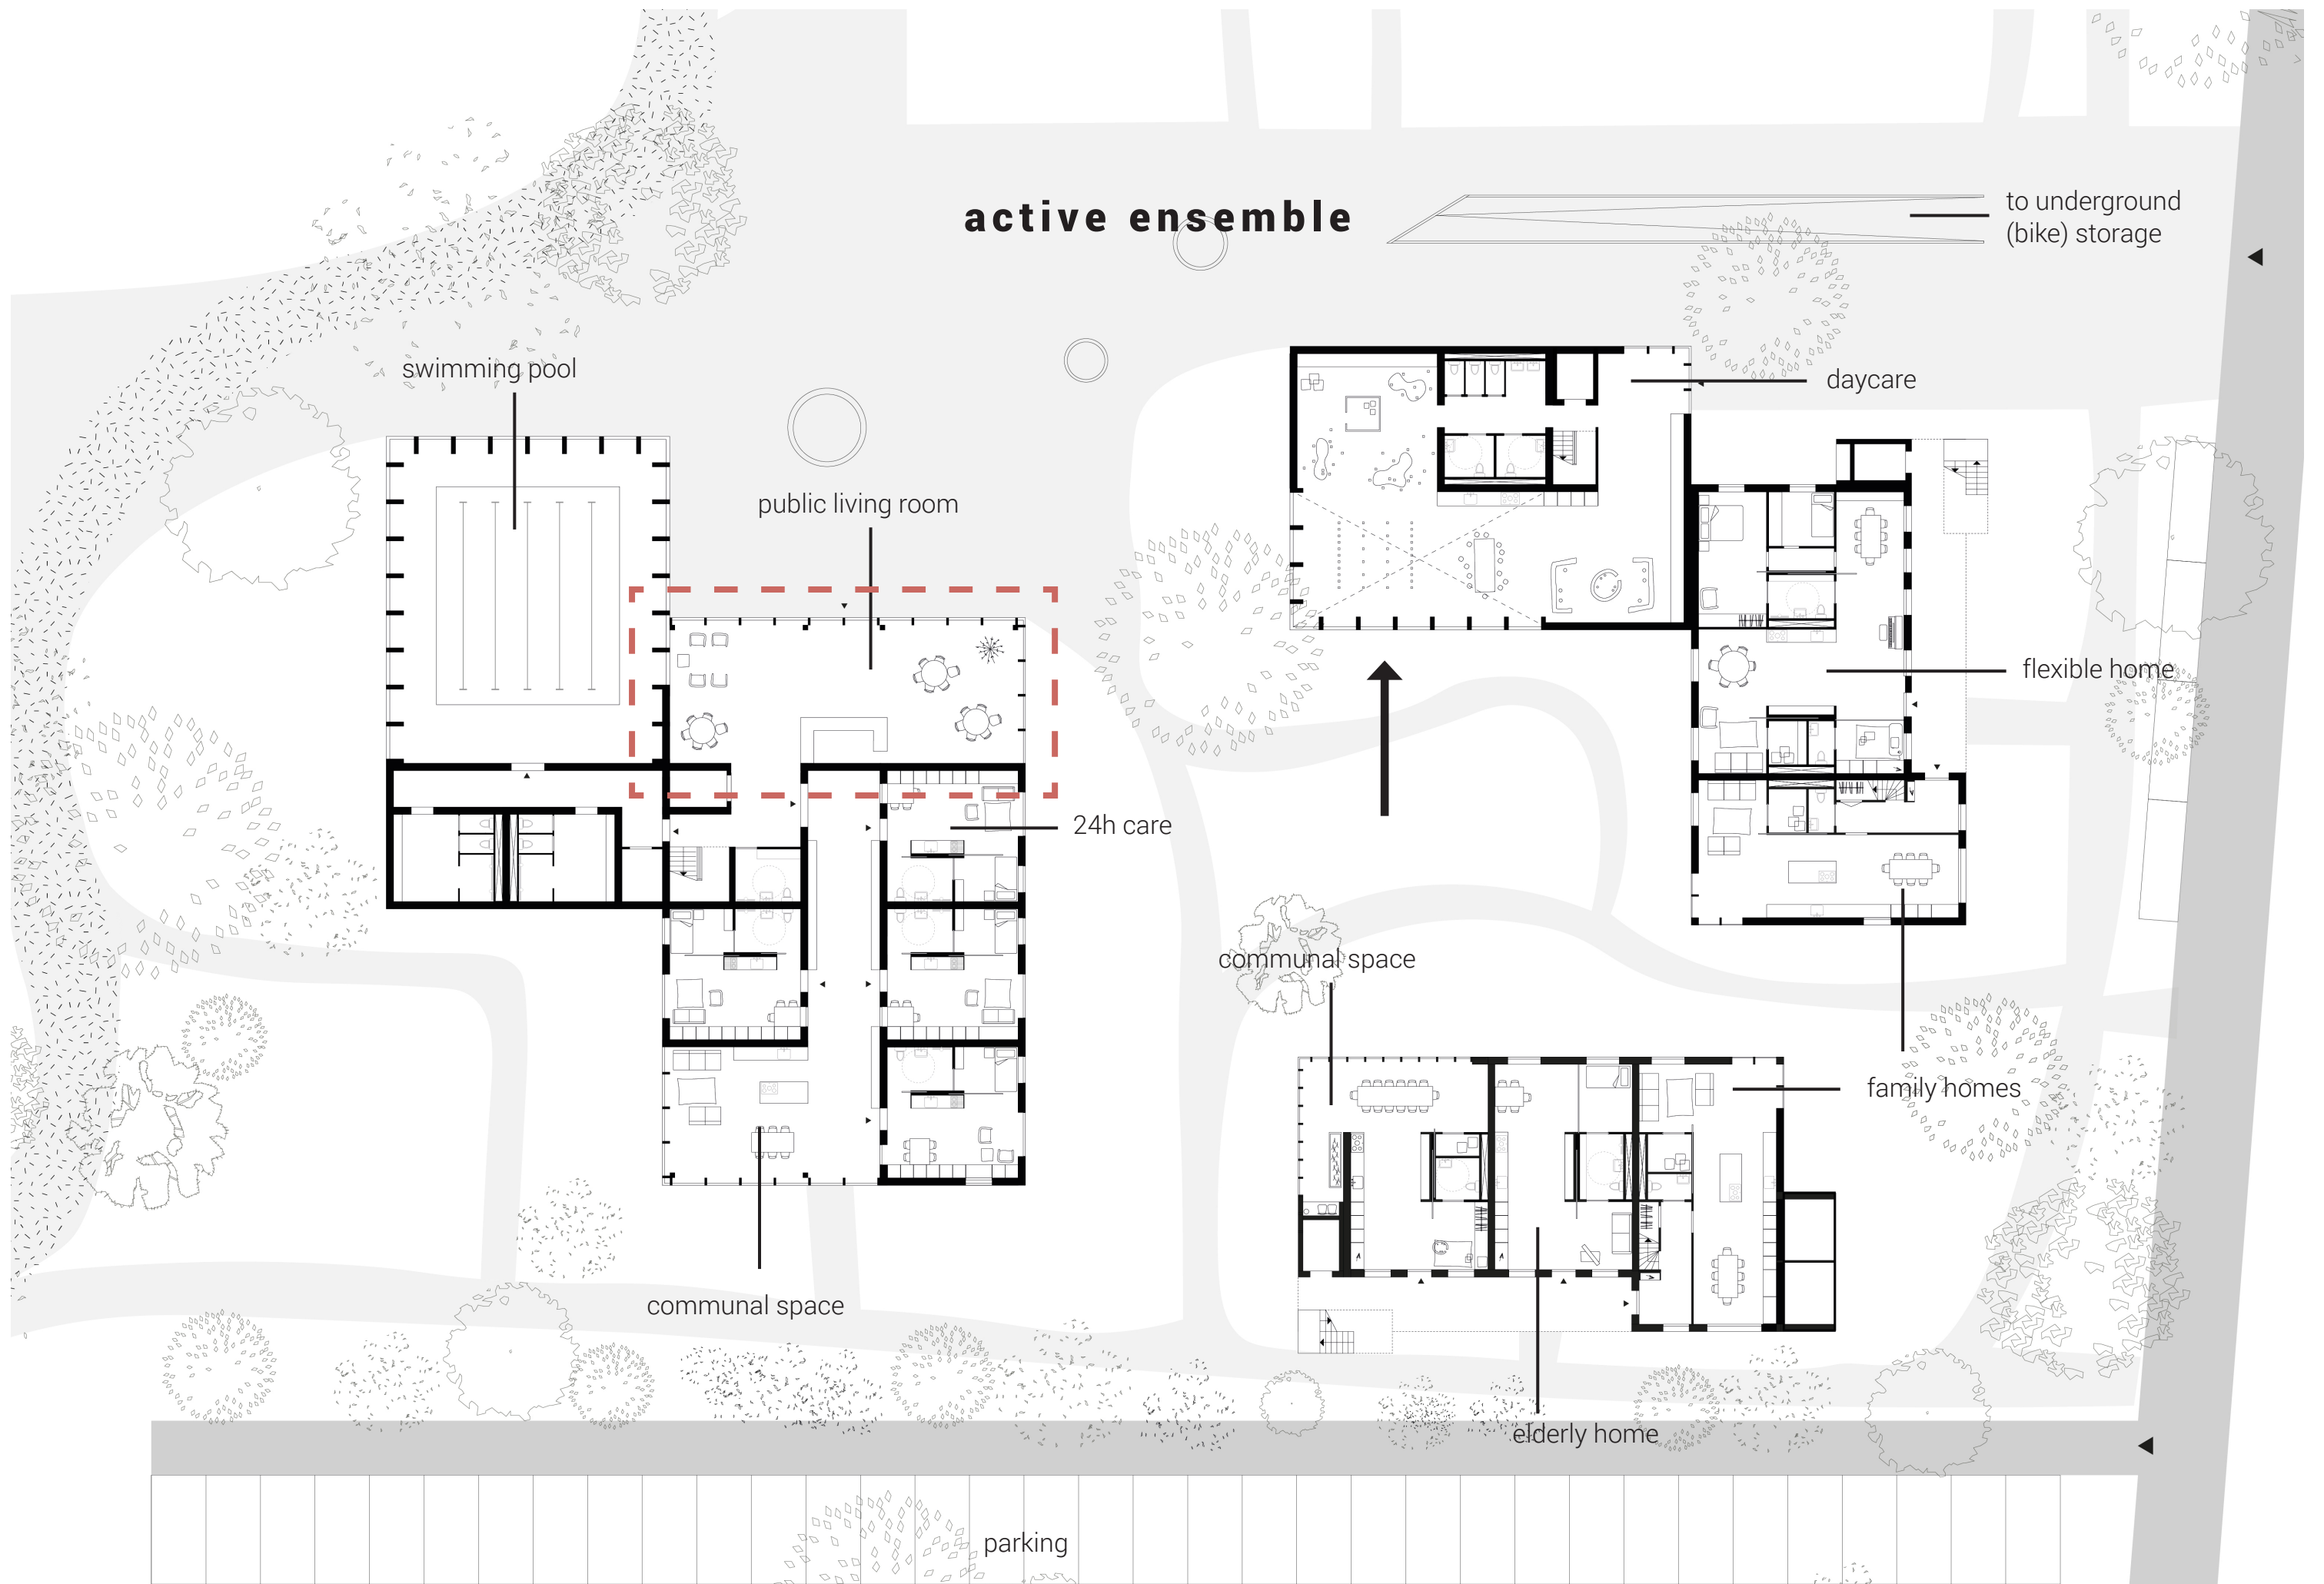 active ensemble
to underground
(bike) storage
swimming pool
daycare
public living room
flexible home
24h care
communal space
family homes
communal space
elderly home
parking